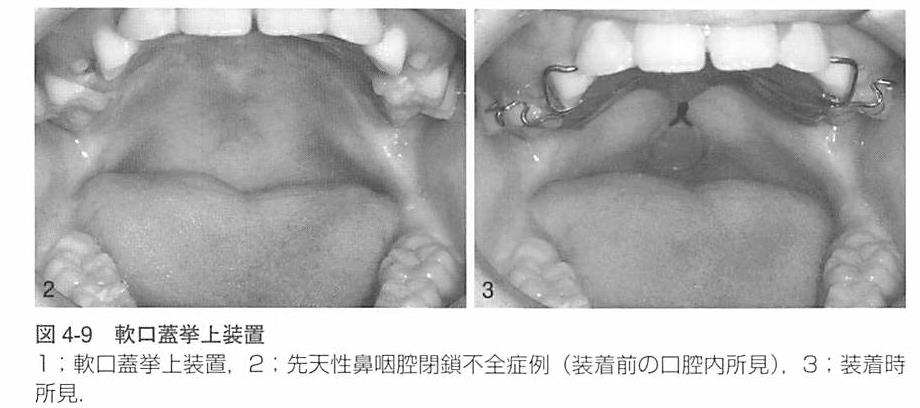 2
3
図 4-9 軟口蓋挙上装置
1；軟口蓋挙上装置，2；先天性鼻咽腔閉鎖不全症例（装着前の口腔内所見），3；装着時
所見．